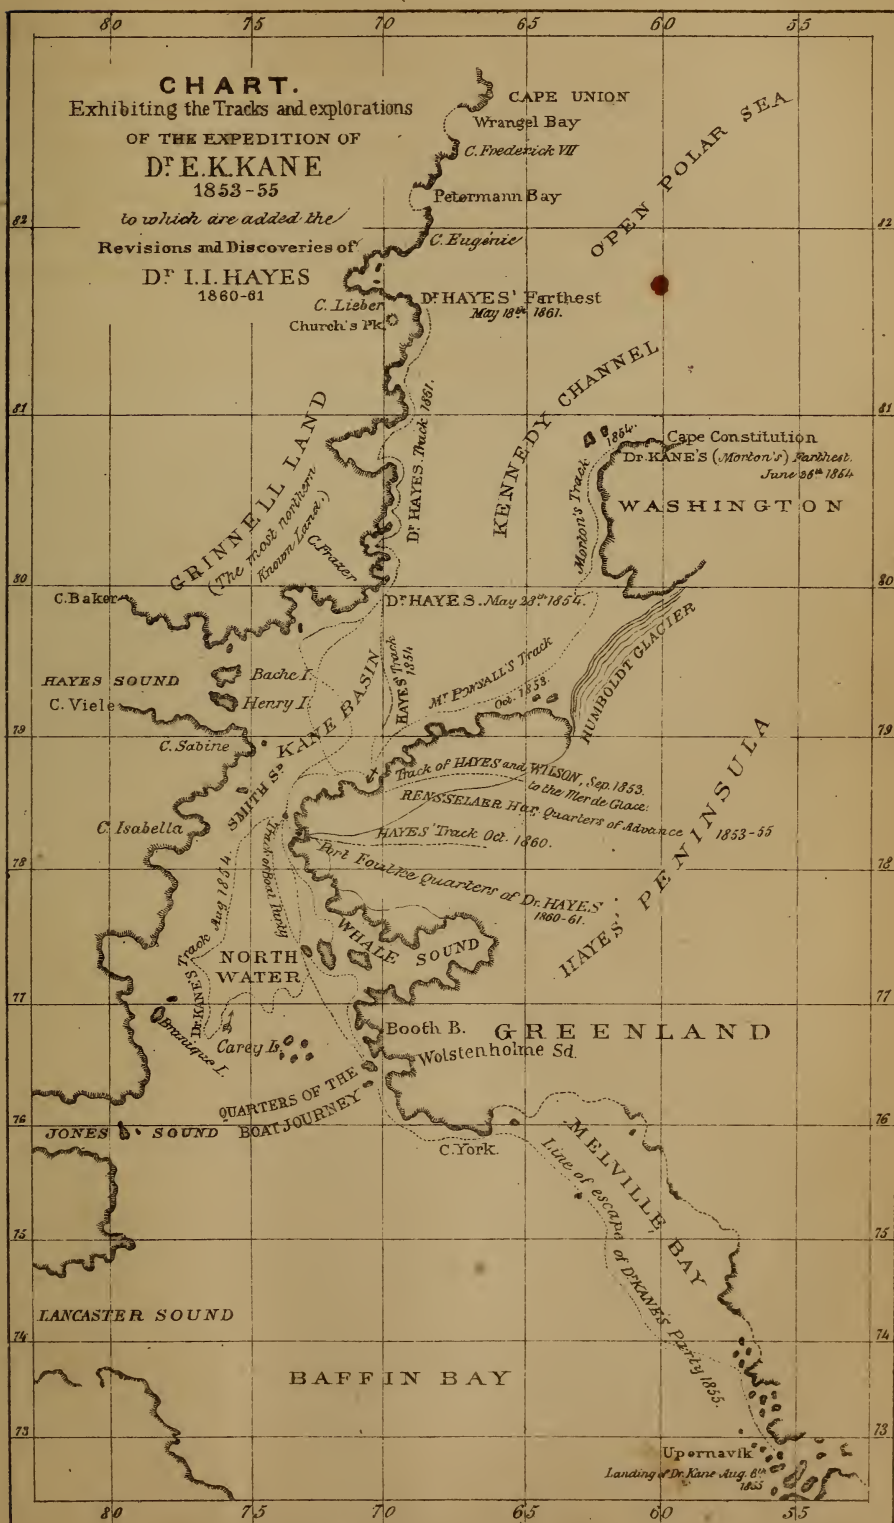 80 75 70 65 60 55
CHART.
Exhibiting the Tracks and explorations
OF THE EXPEDITION OF
Dr. E.K.KANE
1853-55
to which are added the
Revisions and Discoveries of
Dr. I.I.HAYES
1860-61
CAPE UNION
Wrangel Bay
C. Frederick VII
Petermann Bay
OPEN POLAR SEA
82
82
C. Eugénie
C. Lieber
Church's Pk.
Dr. HAYES' Farthest
May 18th 1861.
KENNEDY CHANNEL
81
81
GRINNELL LAND
(The most northern
Known Land.)
C. Frazer
Dr. HAYES. Track 1861.
Morton's Track
1854.
Cape Constitution
Dr. KANE'S (Morton's) Farthest.
June 26th 1854
WASHINGTON
80
80
C. Baker
Dr. HAYES. May 28th. 1854.
HUMBOLDT GLACIER
HAYES SOUND
Bache I.
Henry I.
C. Viele
C. Sabine
SMITH Sd.
KANE BASIN
HAYES' Track
1854
Mr. BONSALL'S Track
Oct. 1853.
79
79
Track of HAYES and WILSON, Sep. 1853.
to the Mer de Glace.
RENSSELAER Har. Quarters of Advance 1853-55
HAYES' Track Oct. 1860.
C. Isabella
Port Foulke Quarters of Dr. HAYES'
1860-61.
78
78
Track of Boat Party
Dr. KANE'S Track Aug 1854.
HAYES' PENINSULA
WHALE SOUND
NORTH
WATER
77
77
Branique I.
Carey Is.
Booth B.
GREENLAND
Wolstenholme Sd.
QUARTERS OF THE
BOAT JOURNEY
76
76
JONES SOUND
C. York.
MELVILLE BAY
Line of escape of Dr. KANE'S Party 1855.
75
75
LANCASTER SOUND
74
74
BAFFIN BAY
73
73
Upernavik
Landing of Dr. Kane Aug. 6th
1855
80 75 70 65 60 55